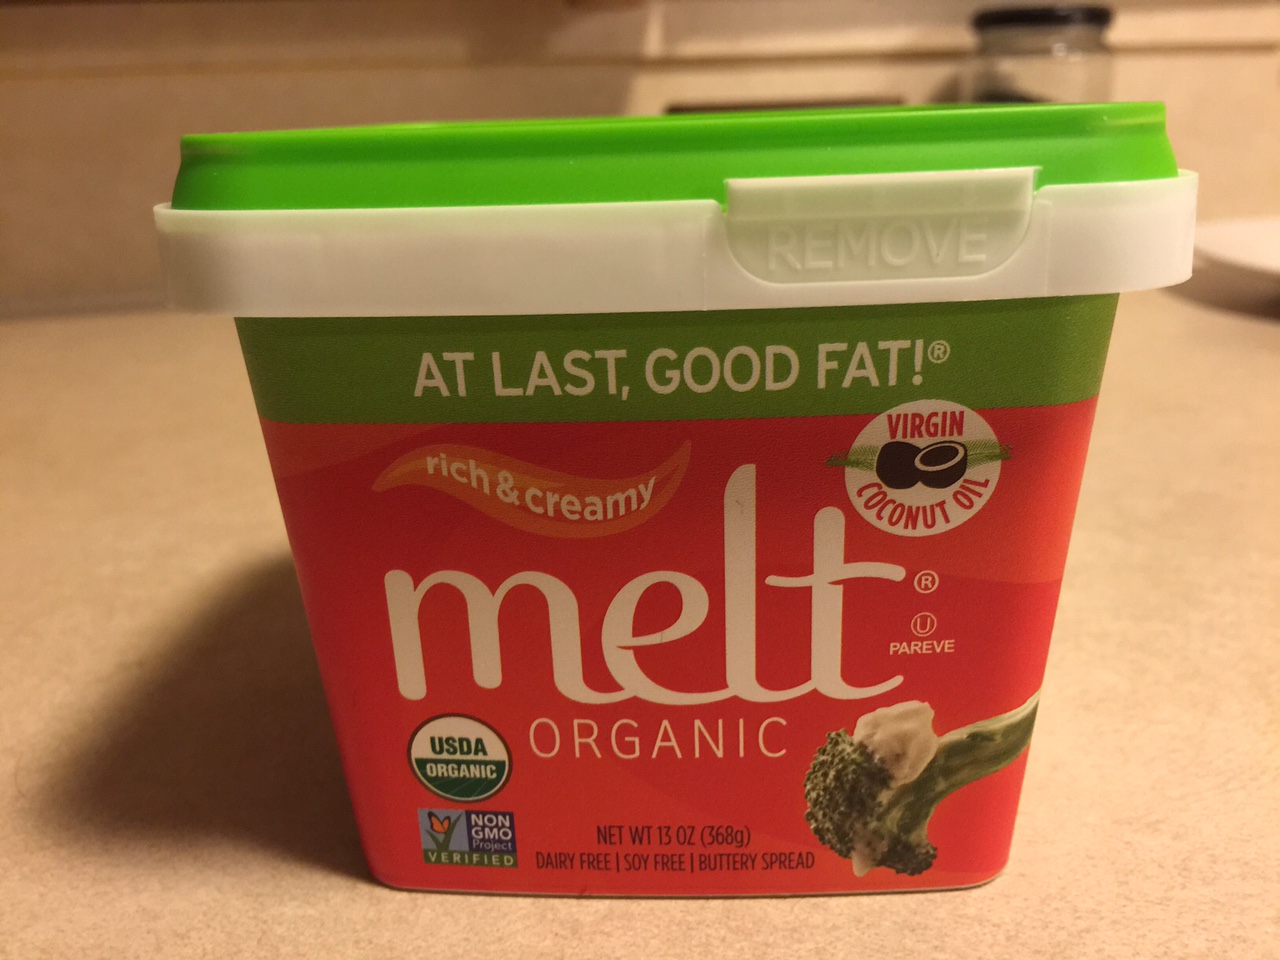 REMOVE
AT LAST, GOOD FAT!®
VIRGIN
COCONUT OIL
rich & creamy
melt®
U
PAREVE
ORGANIC
USDA
ORGANIC
NON
GMO
Project
VERIFIED
NET WT 13 OZ (368g)
DAIRY FREE | SOY FREE | BUTTERY SPREAD